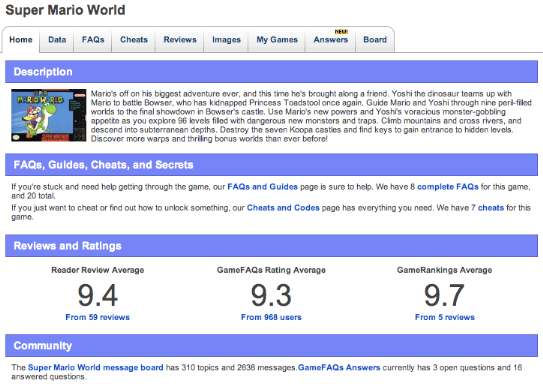 Super Mario World
Home Data FAQs Cheats Reviews Images My Games Answers NEW! Board
Description
MARIO WORLD
Mario's off on his biggest adventure ever, and this time he's brought along a friend. Yoshi the dinosaur teams up with
Mario to battle Bowser, who has kidnapped Princess Toadstool once again. Guide Mario and Yoshi through nine peril-filled
worlds to the final showdown in Bowser's castle. Use Mario's new powers and Yoshi's voracious monster-gobbling
appetite as you explore 96 levels filled with dangerous new monsters and traps. Climb mountains and cross rivers, and
descend into subterranean depths. Destroy the seven Koopa castles and find keys to gain entrance to hidden levels.
Discover more warps and thrilling bonus worlds than ever before!
FAQs, Guides, Cheats, and Secrets
If you're stuck and need help getting through the game, our FAQs and Guides page is sure to help. We have 8 complete FAQs for this game,
and 20 total.
If you just want to cheat or find out how to unlock something, our Cheats and Codes page has everything you need. We have 7 cheats for this
game.
Reviews and Ratings
Reader Review Average GameFAQs Rating Average GameRankings Average
9.4 9.3 9.7
From 59 reviews From 968 users From 5 reviews
Community
The Super Mario World message board has 310 topics and 2638 messages.GameFAQs Answers currently has 3 open questions and 16
answered questions.